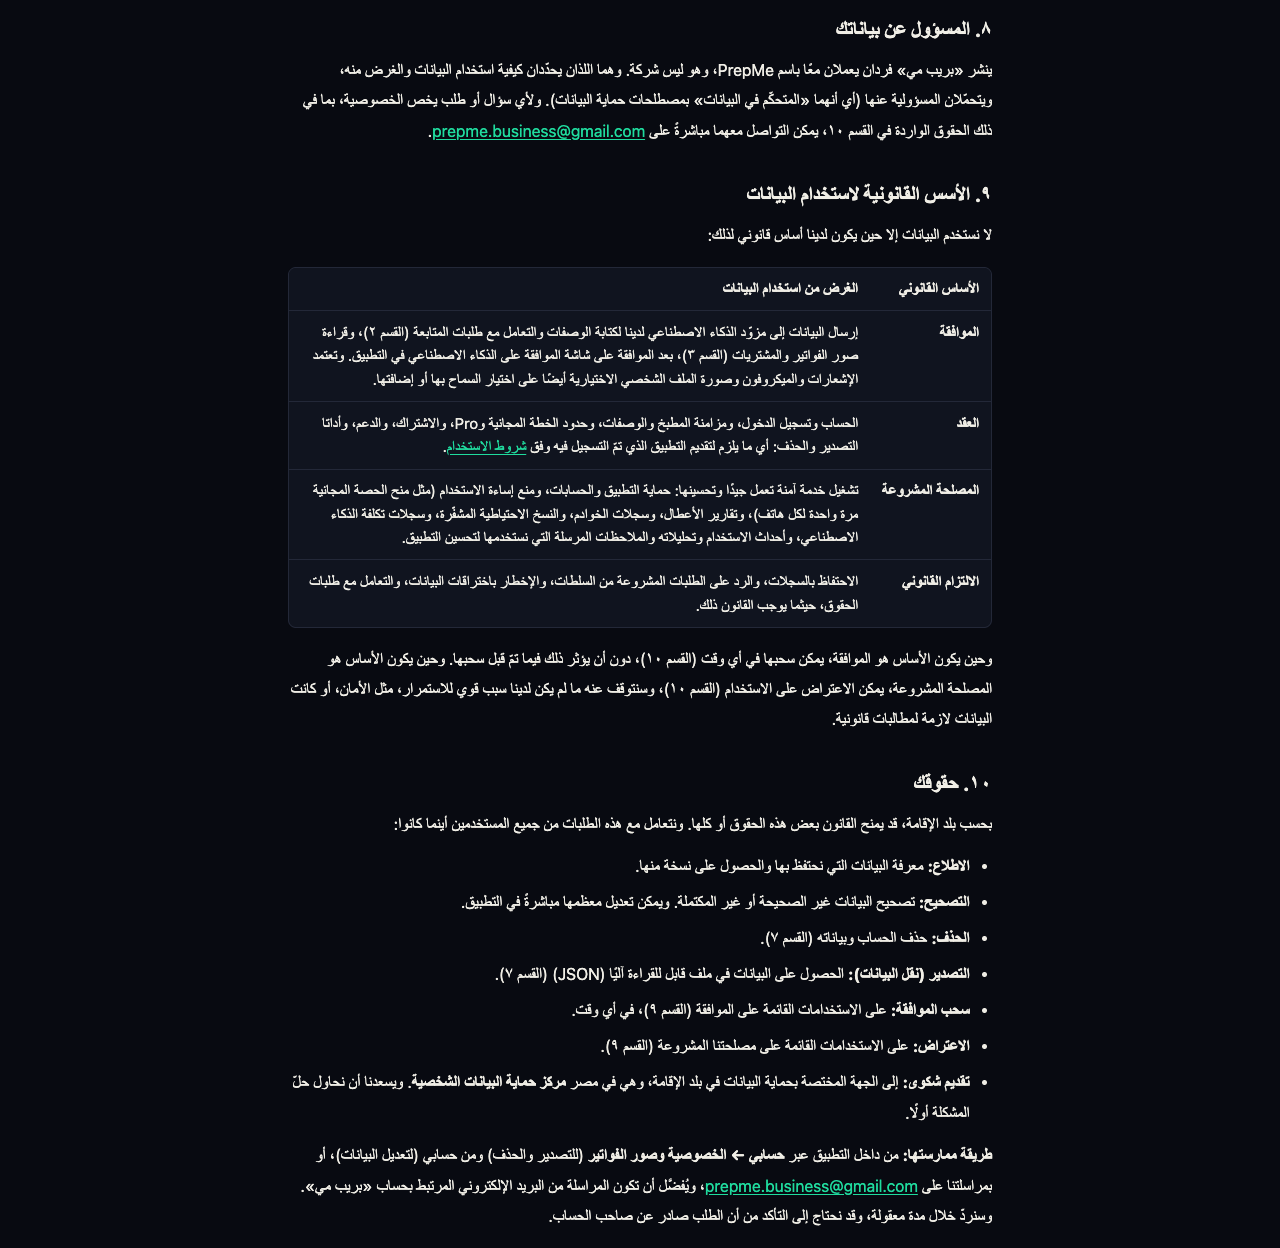 ٨. المسؤول عن بياناتك
ينشر «بريب مي» فردان يعملان معًا باسم PrepMe، وهو ليس شركة. وهما اللذان يحدّدان كيفية استخدام البيانات والغرض منه،
ويتحمّلان المسؤولية عنها (أي أنهما «المتحكّم في البيانات» بمصطلحات حماية البيانات). ولأي سؤال أو طلب يخص الخصوصية، بما في
ذلك الحقوق الواردة في القسم ١٠، يمكن التواصل معهما مباشرةً على prepme.business@gmail.com.
٩. الأسس القانونية لاستخدام البيانات
لا نستخدم البيانات إلا حين يكون لدينا أساس قانوني لذلك:
الأساس القانوني الغرض من استخدام البيانات
الموافقة إرسال البيانات إلى مزوّد الذكاء الاصطناعي لدينا لكتابة الوصفات والتعامل مع طلبات المتابعة (القسم ٢)، وقراءة
صور الفواتير والمشتريات (القسم ٣)، بعد الموافقة على شاشة الموافقة على الذكاء الاصطناعي في التطبيق. وتعتمد
الإشعارات والميكروفون وصورة الملف الشخصي الاختيارية أيضًا على اختيار السماح بها أو إضافتها.
العقد الحساب وتسجيل الدخول، ومزامنة المطبخ والوصفات، وحدود الخطة المجانية وPro، والاشتراك، والدعم، وأداتا
التصدير والحذف: أي ما يلزم لتقديم التطبيق الذي تمّ التسجيل فيه وفق شروط الاستخدام.
المصلحة المشروعة تشغيل خدمة آمنة تعمل جيدًا وتحسينها: حماية التطبيق والحسابات، ومنع إساءة الاستخدام (مثل منح الحصة المجانية
مرة واحدة لكل هاتف)، وتقارير الأعطال، وسجلات الخوادم، والنسخ الاحتياطية المشفّرة، وسجلات تكلفة الذكاء
الاصطناعي، وأحداث الاستخدام وتحليلاته والملاحظات المرسلة التي نستخدمها لتحسين التطبيق.
الالتزام القانوني الاحتفاظ بالسجلات، والرد على الطلبات المشروعة من السلطات، والإخطار باختراقات البيانات، والتعامل مع طلبات
الحقوق، حيثما يوجب القانون ذلك.
وحين يكون الأساس هو الموافقة، يمكن سحبها في أي وقت (القسم ١٠)، دون أن يؤثر ذلك فيما تمّ قبل سحبها. وحين يكون الأساس هو
المصلحة المشروعة، يمكن الاعتراض على الاستخدام (القسم ١٠)، وسنتوقف عنه ما لم يكن لدينا سبب قوي للاستمرار، مثل الأمان، أو كانت
البيانات لازمة لمطالبات قانونية.
١٠. حقوقك
بحسب بلد الإقامة، قد يمنح القانون بعض هذه الحقوق أو كلها. ونتعامل مع هذه الطلبات من جميع المستخدمين أينما كانوا:
• الاطلاع: معرفة البيانات التي نحتفظ بها والحصول على نسخة منها.
• التصحيح: تصحيح البيانات غير الصحيحة أو غير المكتملة. ويمكن تعديل معظمها مباشرةً في التطبيق.
• الحذف: حذف الحساب وبياناته (القسم ٧).
• التصدير (نقل البيانات): الحصول على البيانات في ملف قابل للقراءة آليًا (JSON) (القسم ٧).
• سحب الموافقة: على الاستخدامات القائمة على الموافقة (القسم ٩)، في أي وقت.
• الاعتراض: على الاستخدامات القائمة على مصلحتنا المشروعة (القسم ٩).
• تقديم شكوى: إلى الجهة المختصة بحماية البيانات في بلد الإقامة، وهي في مصر مركز حماية البيانات الشخصية. ويسعدنا أن نحاول حلّ
المشكلة أولًا.
طريقة ممارستها: من داخل التطبيق عبر حسابي ← الخصوصية وصور الفواتير (للتصدير والحذف) ومن حسابي (لتعديل البيانات)، أو
بمراسلتنا على prepme.business@gmail.com، ويُفضَّل أن تكون المراسلة من البريد الإلكتروني المرتبط بحساب «بريب مي».
وسنردّ خلال مدة معقولة، وقد نحتاج إلى التأكد من أن الطلب صادر عن صاحب الحساب.